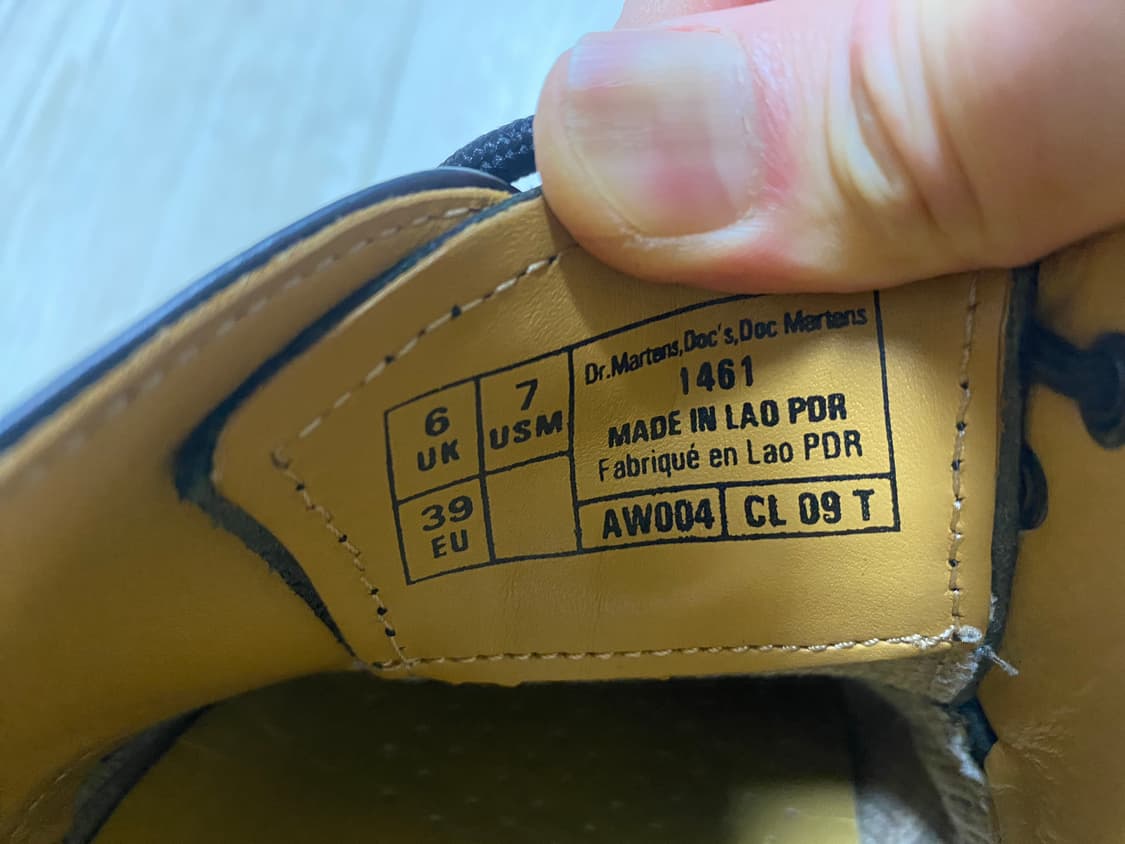 6
UK
7
USM
39
EU
Dr.Martens,Doc's,Doc Martens
1461
MADE IN LAO PDR
Fabriqué en Lao PDR
AW004
CL 09 T